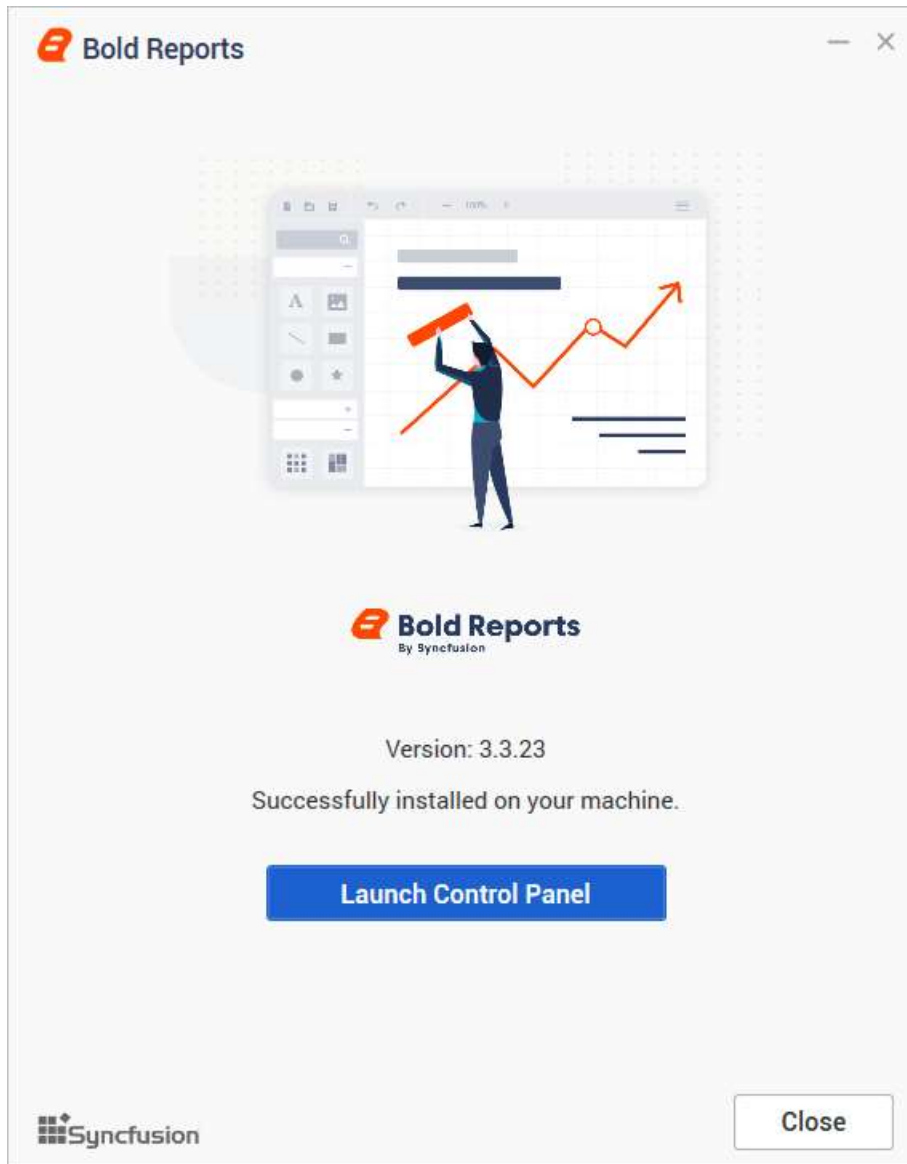 Bold Reports
100%
A
Bold Reports
By Syncfusion
Version: 3.3.23
Successfully installed on your machine.
Launch Control Panel
Syncfusion
Close